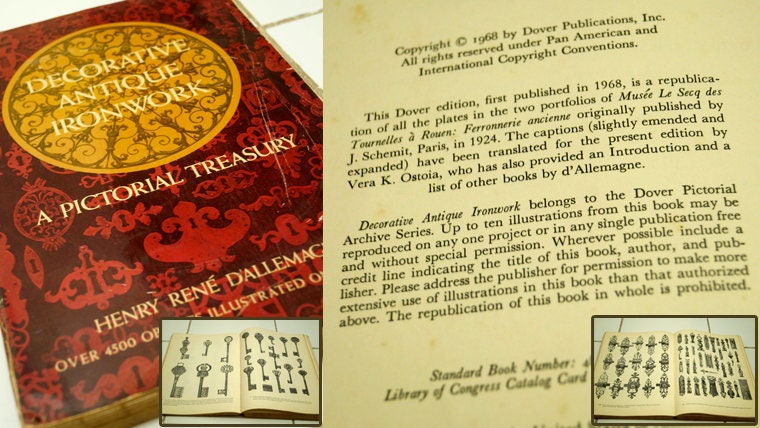 DECORATIVE
ANTIQUE
IRONWORK
A PICTORIAL TREASURY
HENRY RENÉ D'ALLEMAG
OVER 4500 ILLUSTRATED
Copyright © 1968 by Dover Publications, Inc.
All rights reserved under Pan American and
International Copyright Conventions.
This Dover edition, first published in 1968, is a republica-
tion of all the plates in the two portfolios of Musée Le Secq des
Tournelles à Rouen: Ferronnerie ancienne originally published by
J. Schemit, Paris, in 1924. The captions (slightly emended and
expanded) have been translated for the present edition by
Vera K. Ostoia, who has also provided an Introduction and a
list of other books by d'Allemagne.
Decorative Antique Ironwork belongs to the Dover Pictorial
Archive Series. Up to ten illustrations from this book may be
reproduced on any one project or in any single publication free
and without special permission. Wherever possible include a
credit line indicating the title of this book, author, and pub-
lisher. Please address the publisher for permission to make more
extensive use of illustrations in this book than that authorized
above. The republication of this book in whole is prohibited.
Standard Book Number:
Library of Congress Catalog Card